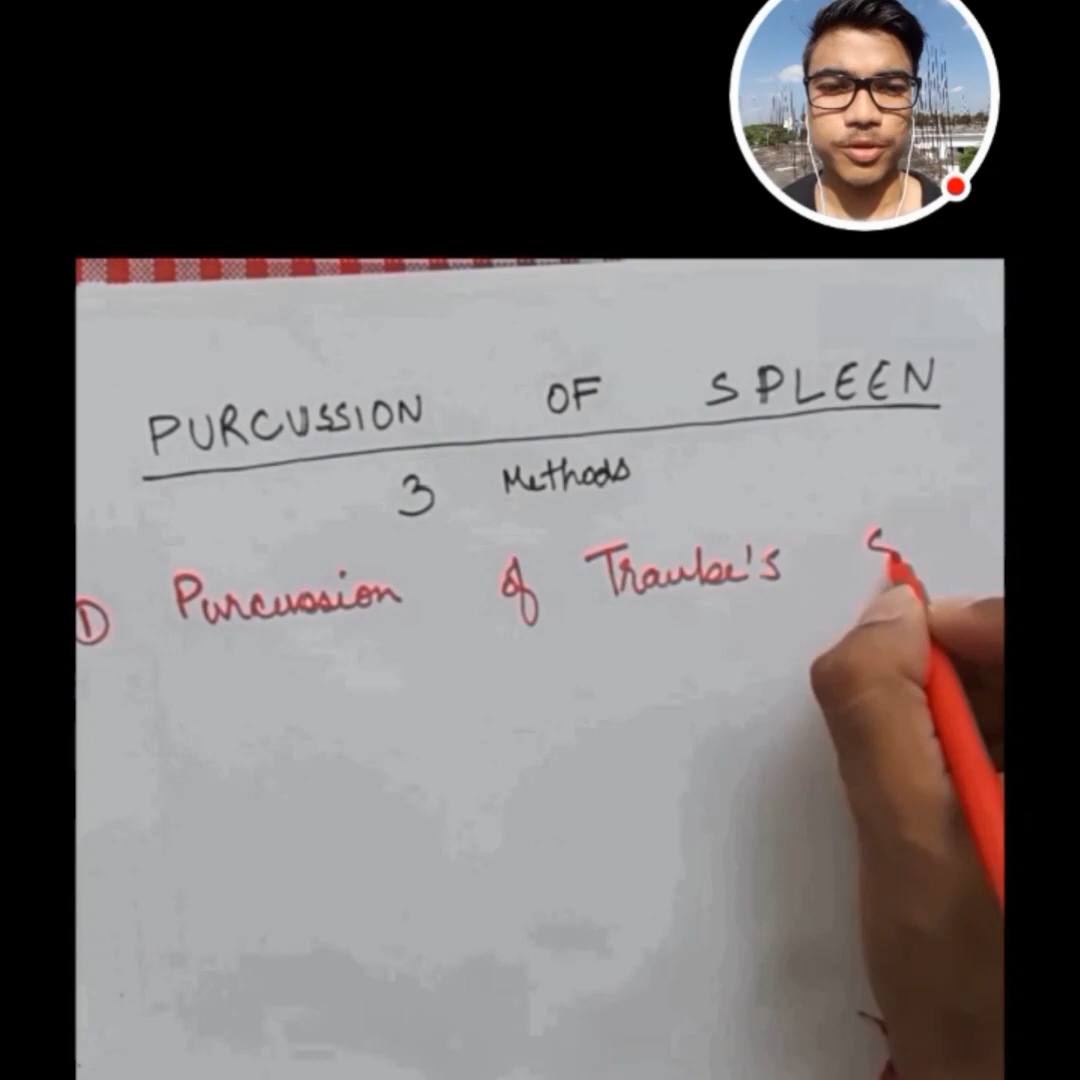 PURCUSSION OF SPLEEN
3 Methods
① Purcussion of Traube's S